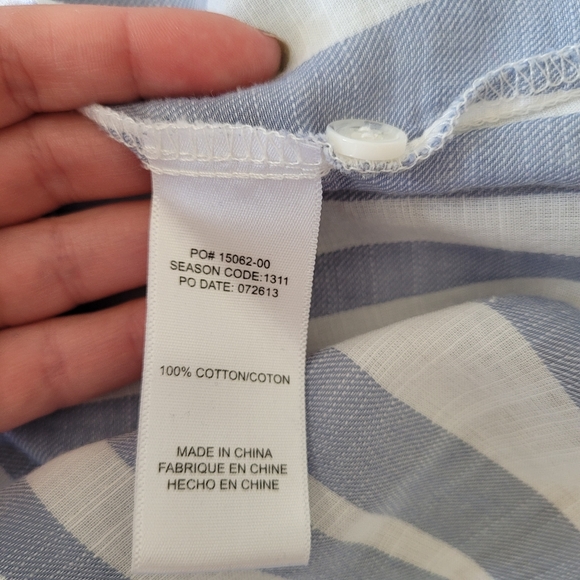 PO# 15062-00
SEASON CODE:1311
PO DATE: 072613
100% COTTON/COTON
MADE IN CHINA
FABRIQUE EN CHINE
HECHO EN CHINE